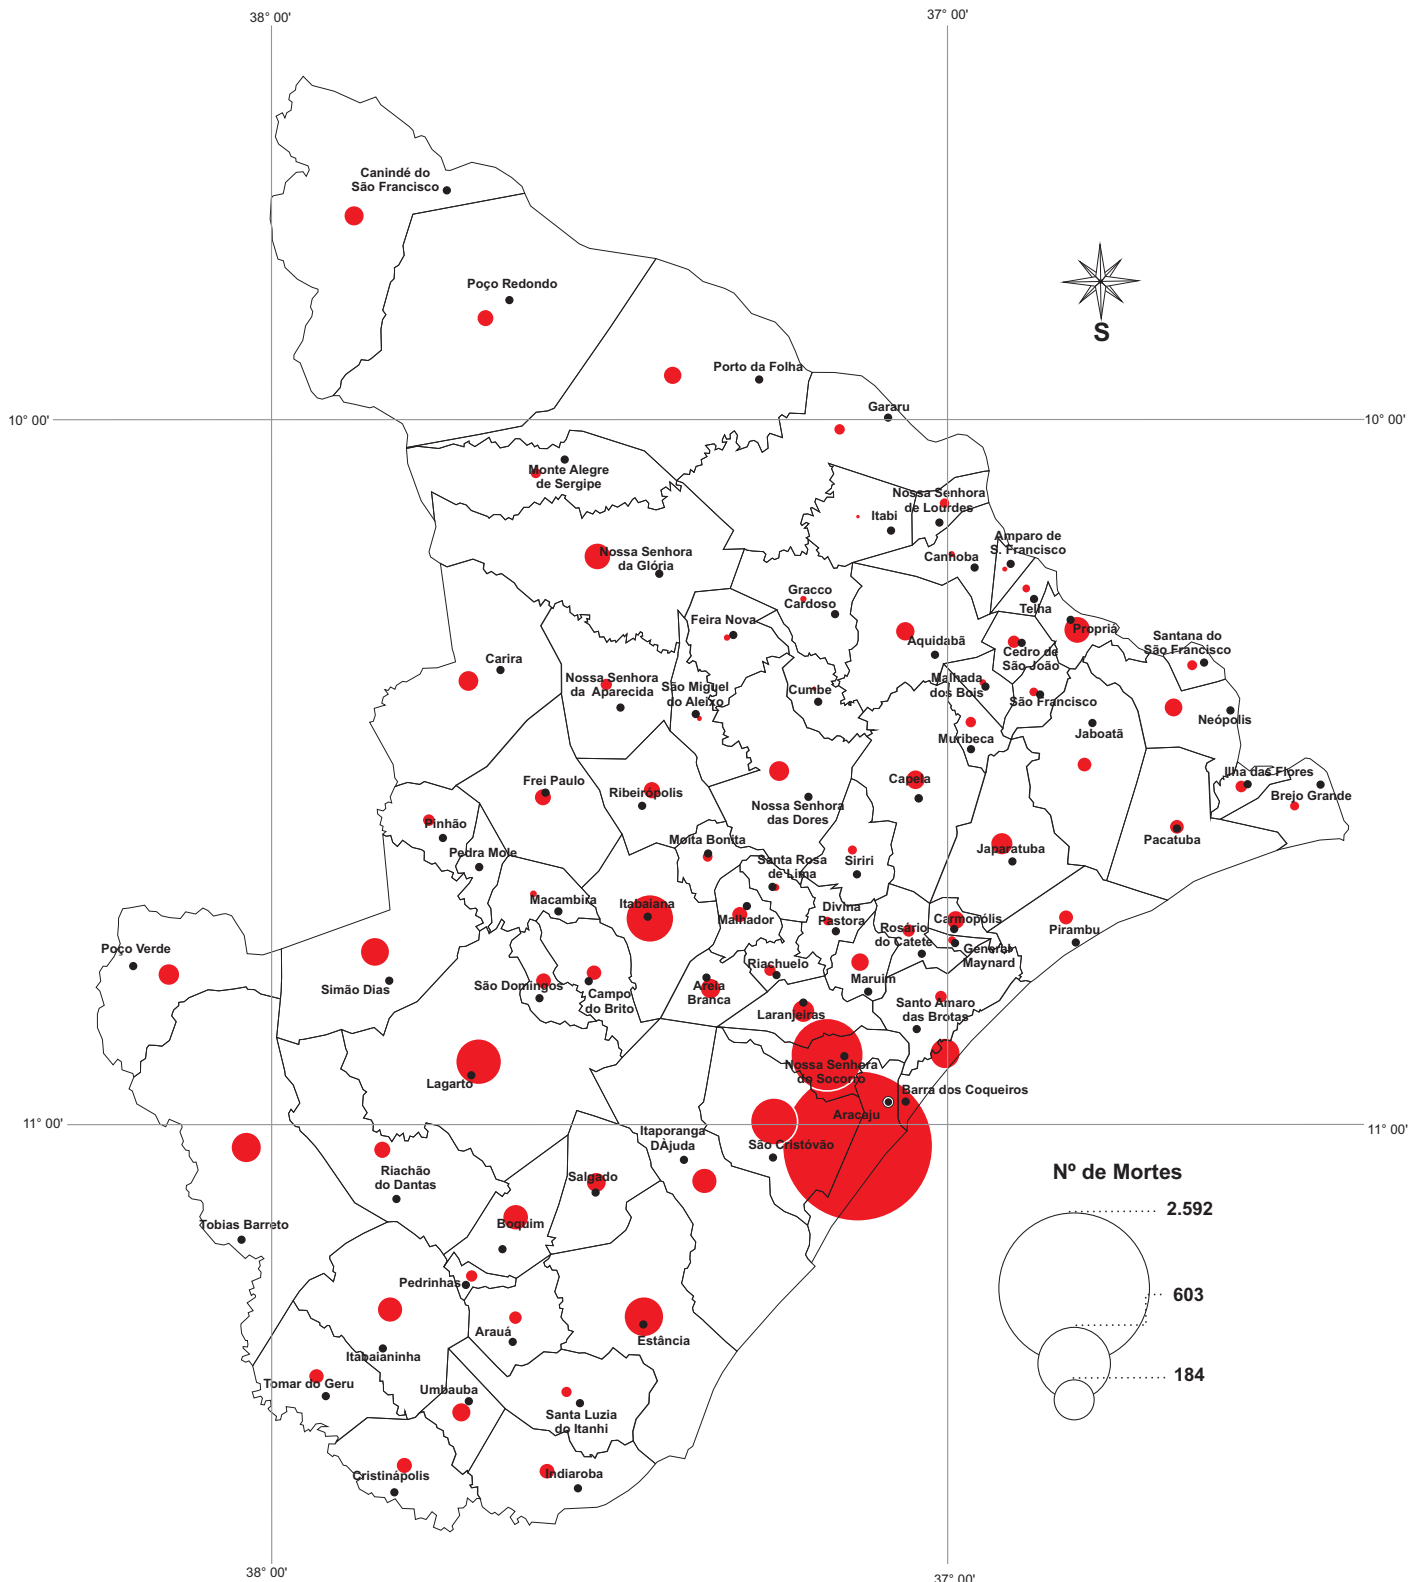 38° 00'
37° 00'
Canindé do
São Francisco
Poço Redondo
S
Porto da Folha
Gararu
10° 00'
10° 00'
Monte Alegre
de Sergipe
Nossa Senhora
de Lourdes
Itabi
Amparo de
S. Francisco
Canhoba
Nossa Senhora
da Glória
Gracco
Cardoso
Telha
Feira Nova
Propriá
Aquidabã
Cedro de
São João
Santana do
São Francisco
Carira
Nossa Senhora
da Aparecida
São Miguel
do Aleixo
Cumbe
Malhada
dos Bois
São Francisco
Neópolis
Jaboatã
Muribeca
Frei Paulo
Ribeirópolis
Capela
Ilha das Flores
Brejo Grande
Nossa Senhora
das Dores
Pinhão
Moita Bonita
Pacatuba
Pedra Mole
Santa Rosa
de Lima
Siriri
Japaratuba
Macambira
Itabaiana
Malhador
Divina
Pastora
Carmopólis
Rosário
do Catete
Pirambu
General
Maynard
Poço Verde
Simão Dias
São Domingos
Campo
do Brito
Areia
Branca
Riachuelo
Maruim
Santo Amaro
das Brotas
Laranjeiras
Nossa Senhora
do Socorro
Lagarto
Barra dos Coqueiros
Aracaju
11° 00'
11° 00'
Itaporanga
DÀjuda
São Cristóvão
Riachão
do Dantas
Salgado
Nº de Mortes
2.592
Tobias Barreto
Boquim
Pedrinhas
603
Arauá
Estância
Itabaianinha
184
Tomar do Geru
Umbauba
Santa Luzia
do Itanhi
Cristinápolis
Indiaroba
38° 00'
37° 00'